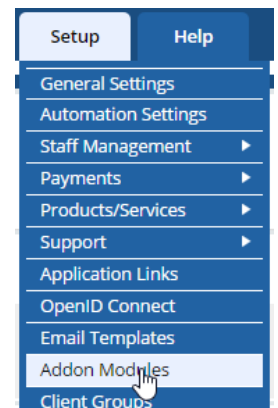 Setup Help
General Settings
Automation Settings
Staff Management
Payments
Products/Services
Support
Application Links
OpenID Connect
Email Templates
Addon Modules
Client Groups